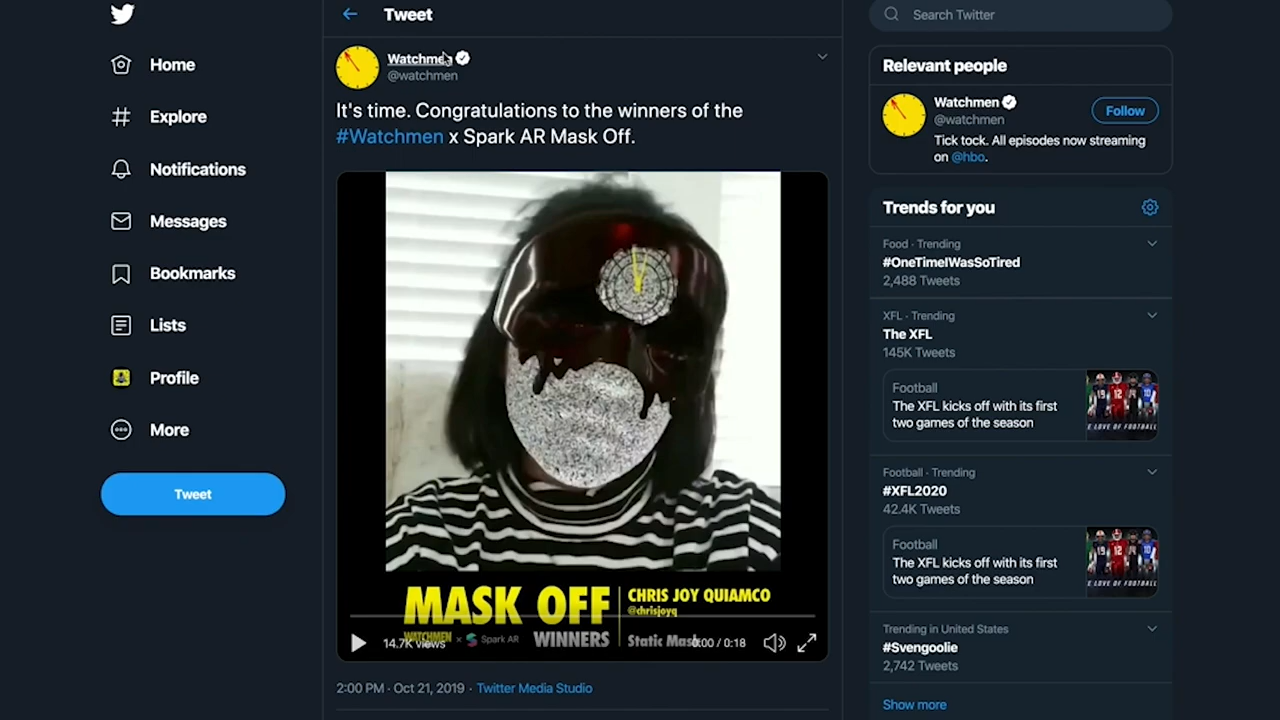 Tweet
Search Twitter
Home
Explore
Notifications
Messages
Bookmarks
Lists
Profile
More
Tweet
Watchmen
@watchmen
It's time. Congratulations to the winners of the
#Watchmen x Spark AR Mask Off.
MASK OFF
CHRIS JOY QUIAMCO
@chrisjoyq
WATCHMEN × Spark AR
WINNERS
Static Mask
14.7K views
0:00 / 0:18
2:00 PM · Oct 21, 2019 · Twitter Media Studio
Relevant people
Watchmen
@watchmen
Follow
Tick tock. All episodes now streaming
on @hbo.
Trends for you
Food · Trending
#OneTimeIWasSoTired
2,488 Tweets
XFL · Trending
The XFL
145K Tweets
Football
The XFL kicks off with its first
two games of the season
E LOVE OF FOOTBALL
Football · Trending
#XFL2020
42.4K Tweets
Football
The XFL kicks off with its first
two games of the season
E LOVE OF FOOTBALL
Trending in United States
#Svengoolie
2,742 Tweets
Show more